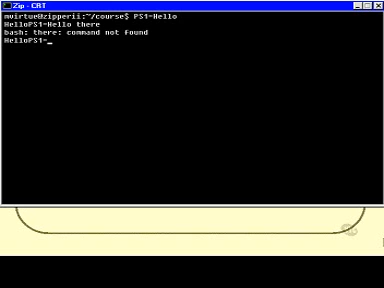 Zip - CRT
mvirtue@zipperii:~/course$ PS1=Hello
HelloPS1=Hello there
bash: there: command not found
HelloPS1=